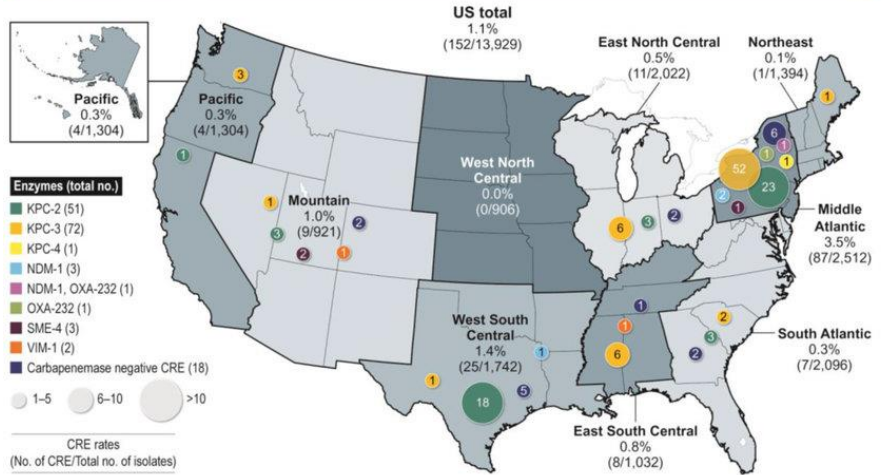 US total
1.1%
(152/13,929)
East North Central
0.5%
(11/2,022)
Northeast
0.1%
(1/1,394)
Pacific
0.3%
(4/1,304)
3
Pacific
0.3%
(4/1,304)
1
West North
Central
0.0%
(0/906)
1
6
1
52
1
1
23
2
1
Middle
Atlantic
3.5%
(87/2,512)
Enzymes (total no.)
KPC-2 (51)
KPC-3 (72)
KPC-4 (1)
NDM-1 (3)
NDM-1, OXA-232 (1)
OXA-232 (1)
SME-4 (3)
VIM-1 (2)
Carbapenemase negative CRE (18)
1–5
6–10
>10
CRE rates
(No. of CRE/Total no. of isolates)
1
Mountain
1.0%
(9/921)
2
3
2
1
6
3
2
West South
Central
1.4%
(25/1,742)
1
1
18
5
1
1
6
East South Central
0.8%
(8/1,032)
2
3
2
South Atlantic
0.3%
(7/2,096)